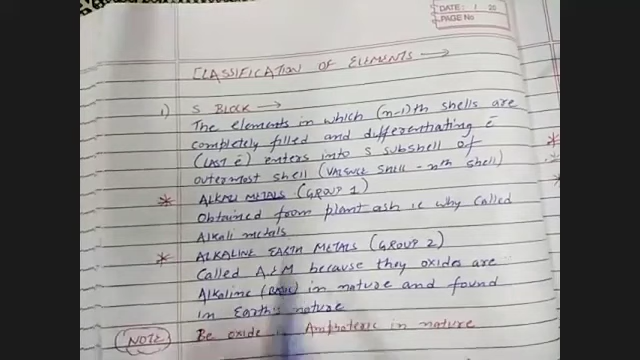 DATE: 1 20
PAGE No
CLASSIFICATION OF ELEMENTS →
1) S BLOCK →
The elements in which (n-1)th shells are
completely filled and differentiating ē
(LAST ē) enters into S subshell of
outermost shell (VALENCE SHELL - nth shell)
* ALKALI METALS (GROUP 1)
Obtained from plant ash ie why called
Alkali metals
* ALKALINE EARTH METALS (GROUP 2)
Called A.E.M because they oxides are
Alkaline (BASIC) in nature and found
in Earth's nature
NOTE Be oxide is Amphoteric in nature